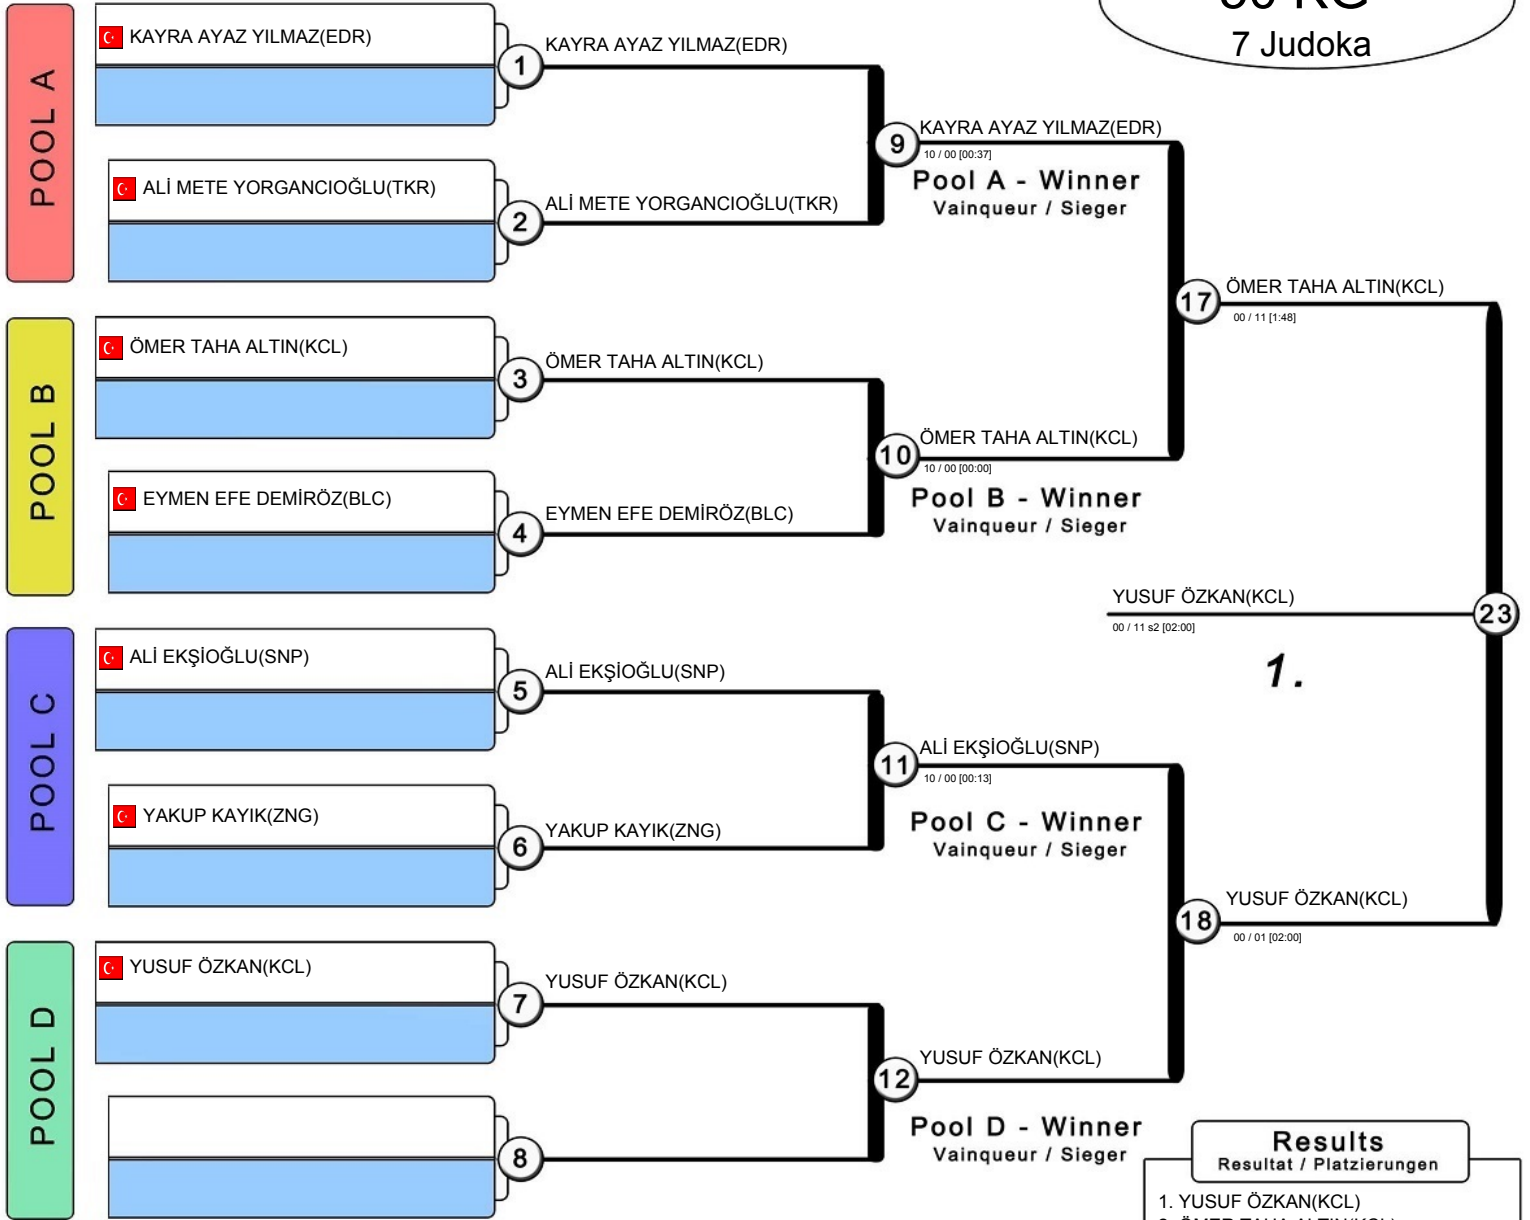 7 Judoka
POOL A
KAYRA AYAZ YILMAZ(EDR)
1
KAYRA AYAZ YILMAZ(EDR)
ALİ METE YORGANCIOĞLU(TKR)
2
ALİ METE YORGANCIOĞLU(TKR)
9
KAYRA AYAZ YILMAZ(EDR)
10 / 00 [00:37]
Pool A - Winner
Vainqueur / Sieger
POOL B
ÖMER TAHA ALTIN(KCL)
3
ÖMER TAHA ALTIN(KCL)
EYMEN EFE DEMİRÖZ(BLC)
4
EYMEN EFE DEMİRÖZ(BLC)
10
ÖMER TAHA ALTIN(KCL)
10 / 00 [00:00]
Pool B - Winner
Vainqueur / Sieger
17
ÖMER TAHA ALTIN(KCL)
00 / 11 [1:48]
YUSUF ÖZKAN(KCL)
23
00 / 11 s2 [02:00]
1.
POOL C
ALİ EKŞİOĞLU(SNP)
5
ALİ EKŞİOĞLU(SNP)
YAKUP KAYIK(ZNG)
6
YAKUP KAYIK(ZNG)
11
ALİ EKŞİOĞLU(SNP)
10 / 00 [00:13]
Pool C - Winner
Vainqueur / Sieger
18
YUSUF ÖZKAN(KCL)
00 / 01 [02:00]
POOL D
YUSUF ÖZKAN(KCL)
7
YUSUF ÖZKAN(KCL)
8
12
YUSUF ÖZKAN(KCL)
Pool D - Winner
Vainqueur / Sieger
Results
Resultat / Platzierungen
1. YUSUF ÖZKAN(KCL)